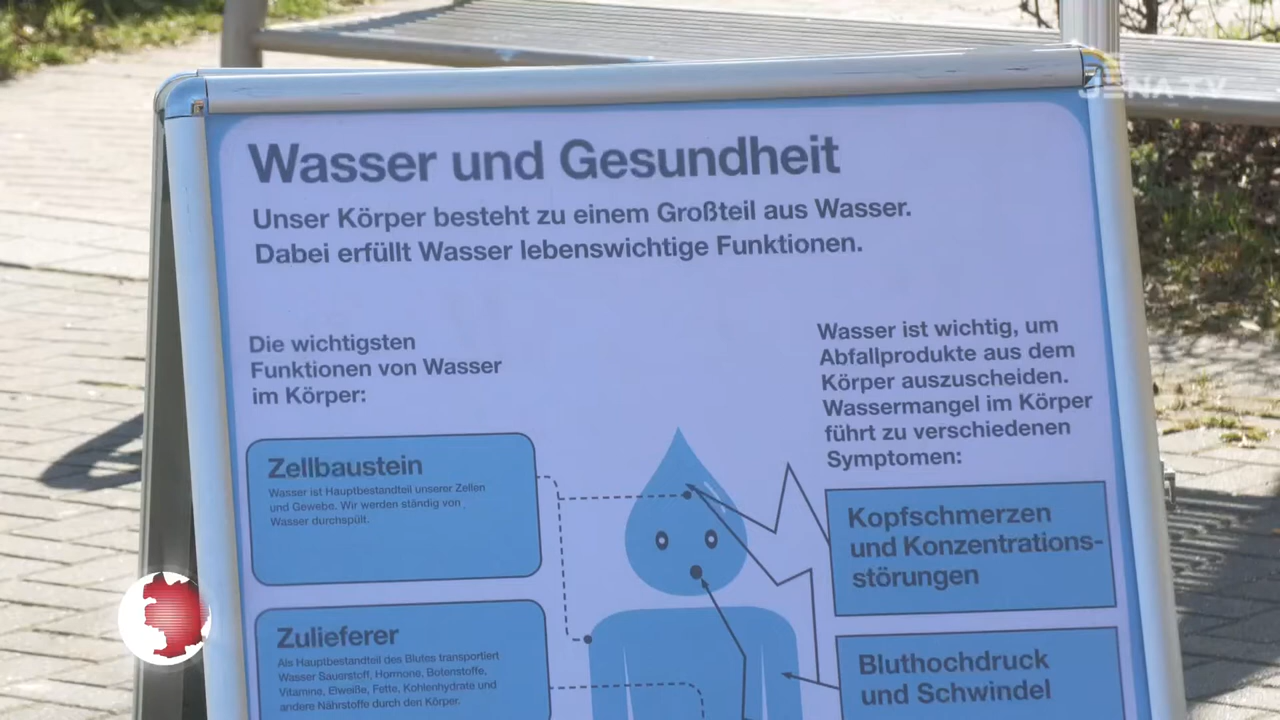 JENA TV
Wasser und Gesundheit
Unser Körper besteht zu einem Großteil aus Wasser.
Dabei erfüllt Wasser lebenswichtige Funktionen.
Die wichtigsten
Funktionen von Wasser
im Körper:
Zellbaustein
Wasser ist Hauptbestandteil unserer Zellen
und Gewebe. Wir werden ständig von
Wasser durchspült.
Zulieferer
Als Hauptbestandteil des Blutes transportiert
Wasser Sauerstoff, Hormone, Botenstoffe,
Vitamine, Eiweiße, Fette, Kohlenhydrate und
andere Nährstoffe durch den Körper.
Wasser ist wichtig, um
Abfallprodukte aus dem
Körper auszuscheiden.
Wassermangel im Körper
führt zu verschiedenen
Symptomen:
Kopfschmerzen
und Konzentrations-
störungen
Bluthochdruck
und Schwindel